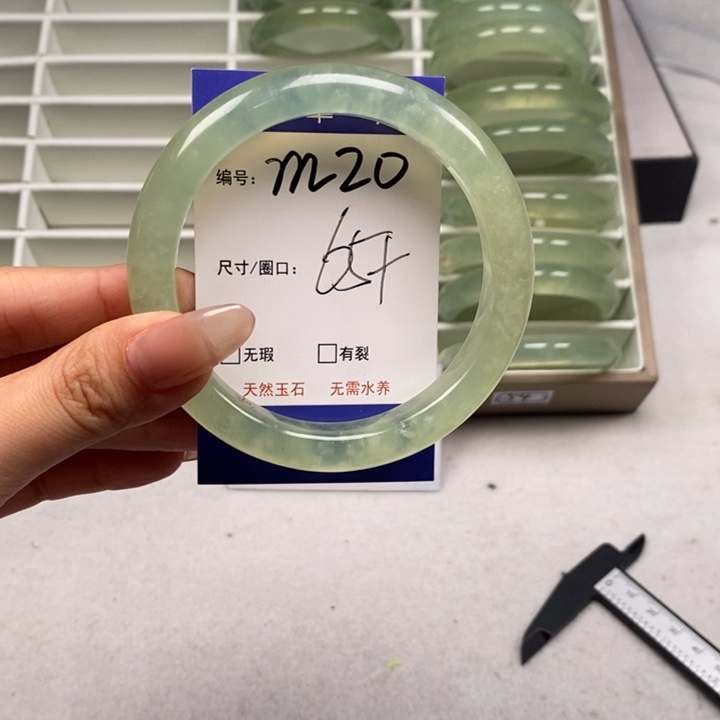 编号: m20
尺寸/圈口: 65+
□无瑕 □有裂
天然玉石 无需水养